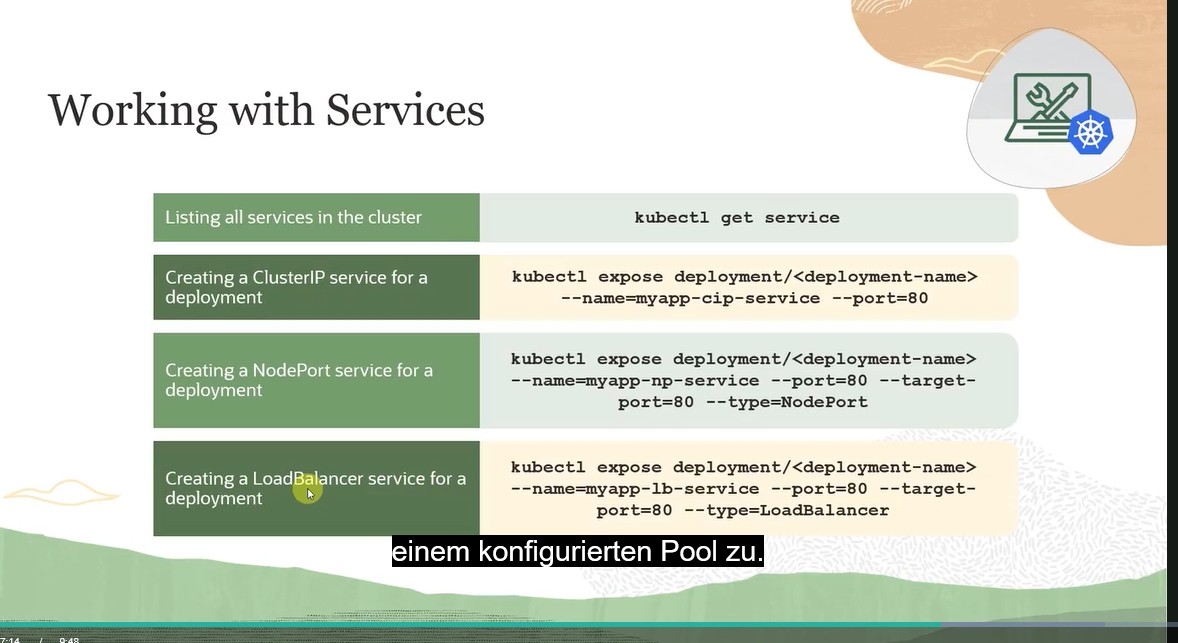 Working with Services
Listing all services in the cluster
kubectl get service
Creating a ClusterIP service for a
deployment
kubectl expose deployment/<deployment-name>
--name=myapp-cip-service --port=80
Creating a NodePort service for a
deployment
kubectl expose deployment/<deployment-name>
--name=myapp-np-service --port=80 --target-
port=80 --type=NodePort
Creating a LoadBalancer service for a
deployment
kubectl expose deployment/<deployment-name>
--name=myapp-lb-service --port=80 --target-
port=80 --type=LoadBalancer
einem konfigurierten Pool zu.
7:14 / 9:48